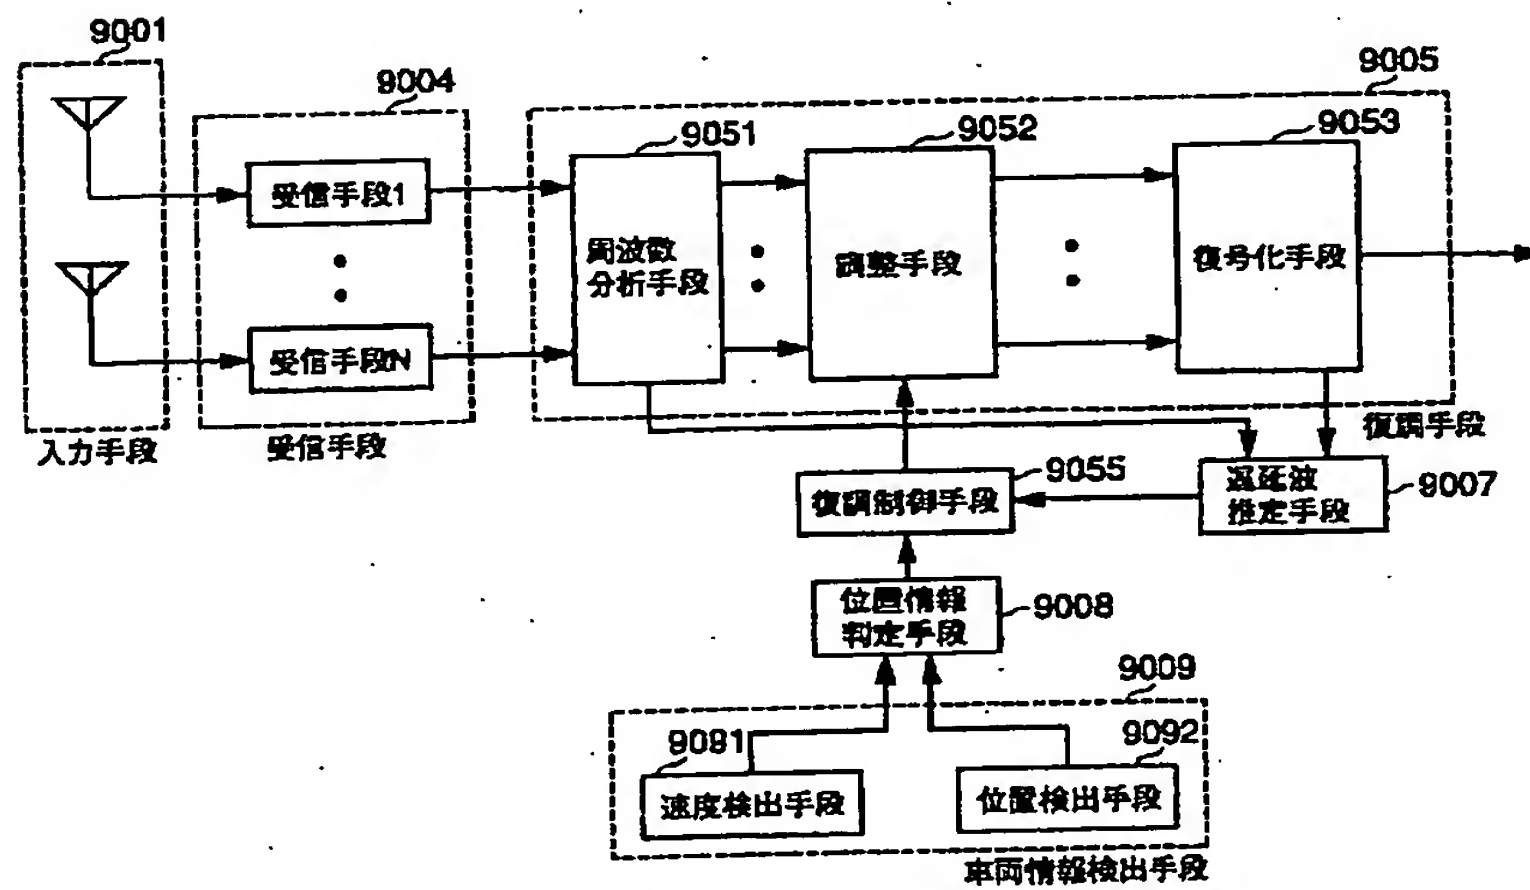 9001
9004
9005
9051
9052
9053
受信手段1
周波数
分析手段
調整手段
復号化手段
受信手段N
入力手段
受信手段
復調手段
9055
復調制御手段
遅延波
推定手段
9007
位置情報
判定手段
9008
9009
9091
9092
速度検出手段
位置検出手段
車両情報検出手段